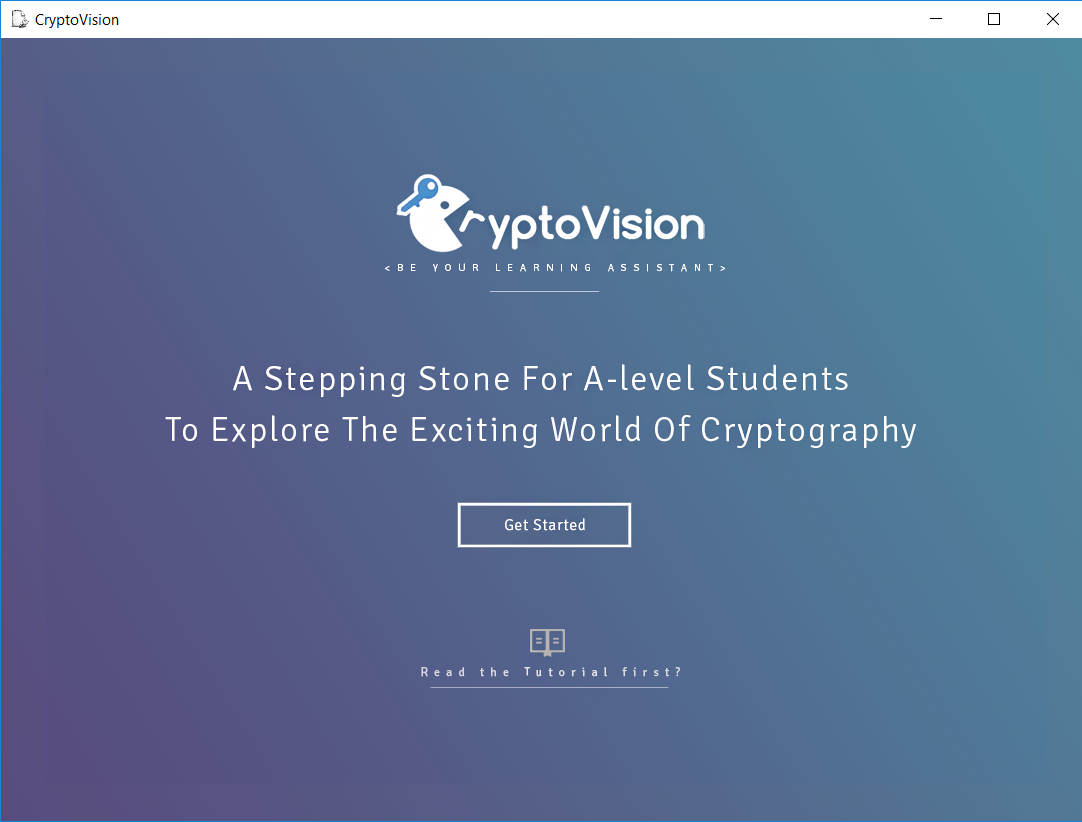 CryptoVision
CryptoVision
<BE YOUR LEARNING ASSISTANT>
A Stepping Stone For A-level Students
To Explore The Exciting World Of Cryptography
Get Started
Read the Tutorial first?